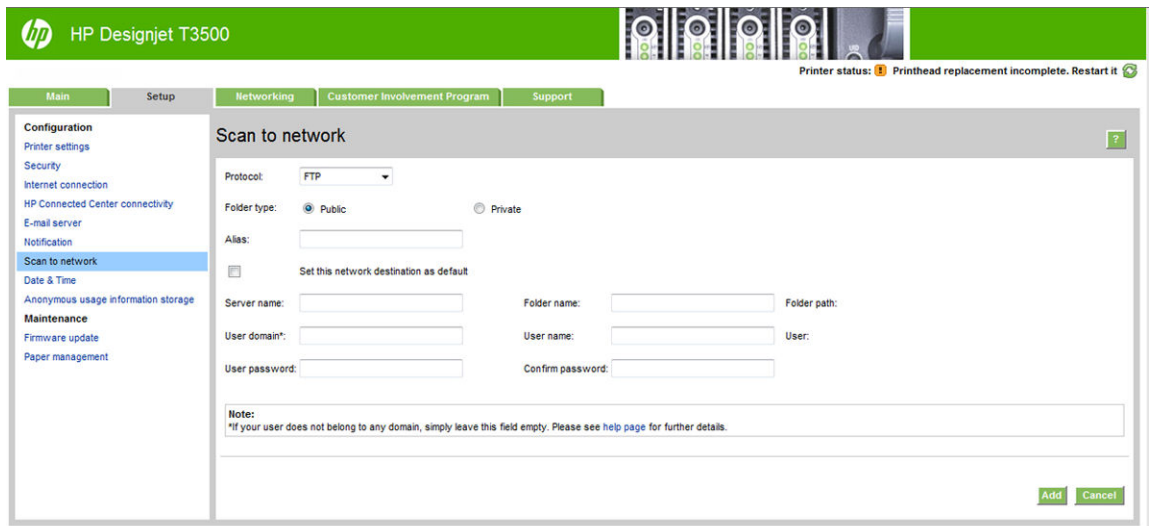 hp HP Designjet T3500
Printer status: ! Printhead replacement incomplete. Restart it
Main Setup Networking Customer Involvement Program Support
Configuration
Printer settings
Security
Internet connection
HP Connected Center connectivity
E-mail server
Notification
Scan to network
Date & Time
Anonymous usage information storage
Maintenance
Firmware update
Paper management
Scan to network ?
Protocol: FTP
Folder type: Public Private
Alias:
Set this network destination as default
Server name: Folder name: Folder path:
User domain*: User name: User:
User password: Confirm password:
Note:
*If your user does not belong to any domain, simply leave this field empty. Please see help page for further details.
Add Cancel